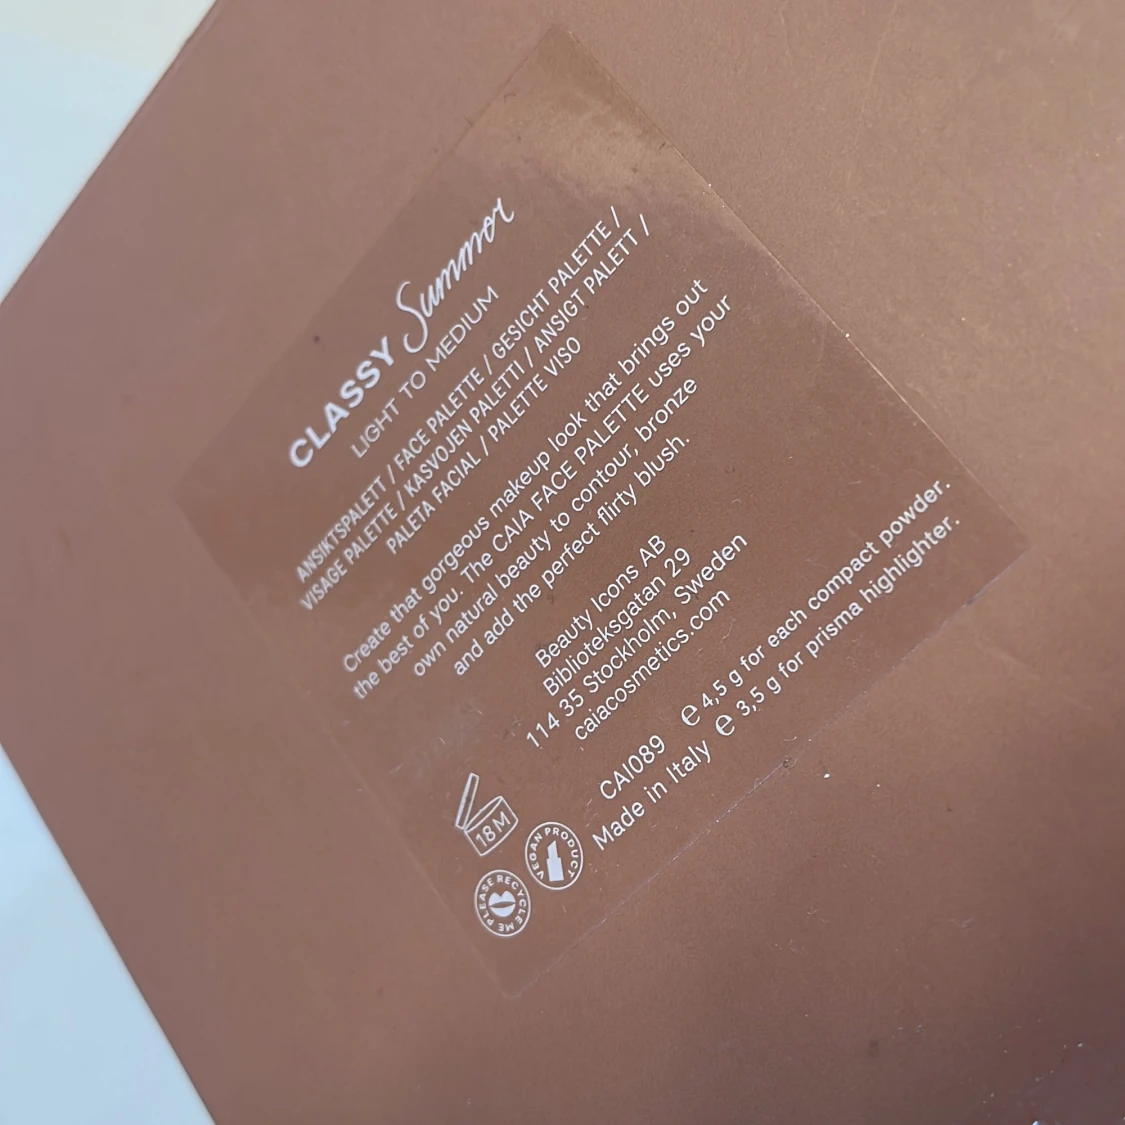 CLASSY Summer
LIGHT TO MEDIUM
ANSIKTSPALETT / FACE PALETTE / GESICHT PALETTE /
VISAGE PALETTE / KASVOJEN PALETTI / ANSIGT PALETT /
PALETA FACIAL / PALETTE VISO
Create that gorgeous makeup look that brings out
the best of you. The CAIA FACE PALETTE uses your
own natural beauty to contour, bronze
and add the perfect flirty blush.
Beauty Icons AB
Biblioteksgatan 29
114 35 Stockholm, Sweden
caiacosmetics.com
CAI089 ℮ 4,5 g for each compact powder.
Made in Italy ℮ 3,5 g for prisma highlighter.
18M
VEGAN PRODUCT
PLEASE RECYCLE ME